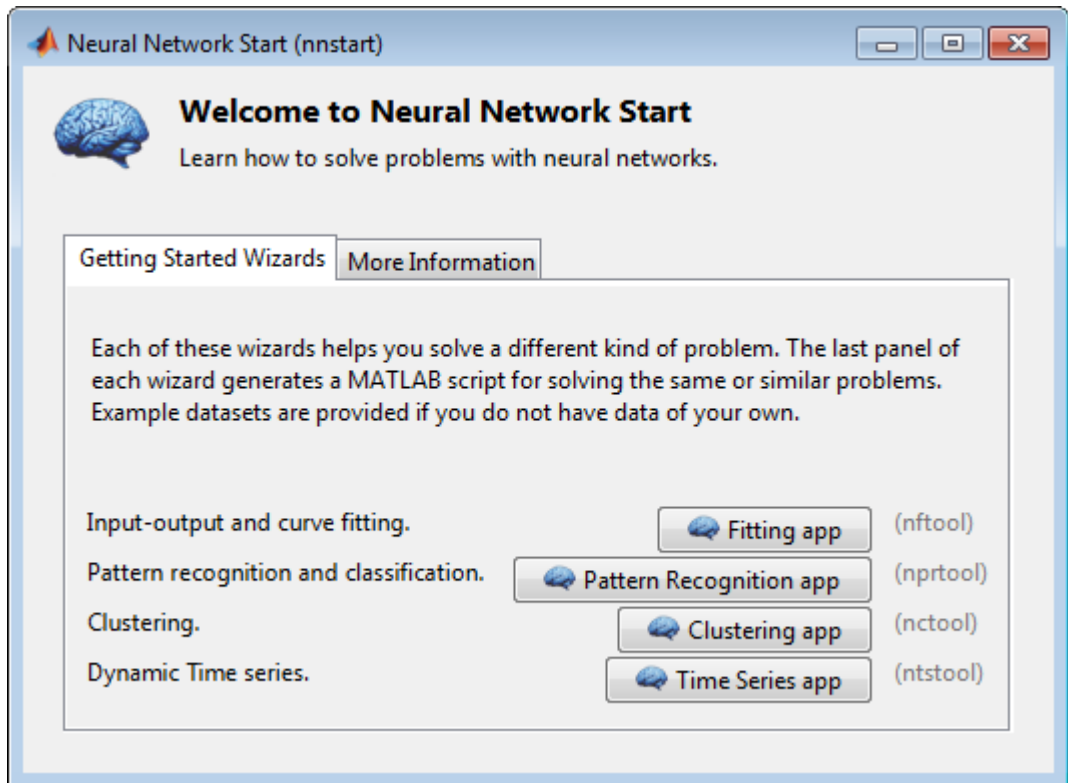 Neural Network Start (nnstart)
Welcome to Neural Network Start
Learn how to solve problems with neural networks.
Getting Started Wizards
More Information
Each of these wizards helps you solve a different kind of problem. The last panel of
each wizard generates a MATLAB script for solving the same or similar problems.
Example datasets are provided if you do not have data of your own.
Input-output and curve fitting. Fitting app (nftool)
Pattern recognition and classification. Pattern Recognition app (nprtool)
Clustering. Clustering app (nctool)
Dynamic Time series. Time Series app (ntstool)